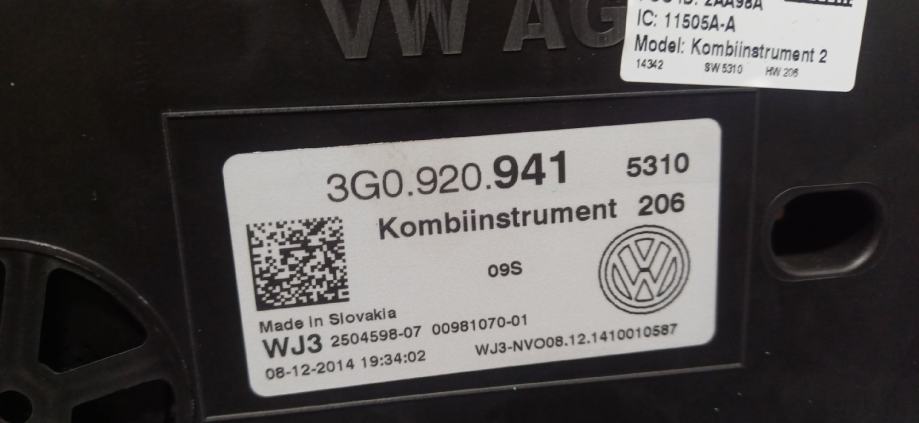 VW AG
IC: 11505A-A
Model: Kombiinstrument 2
14342 SW 5310 HW 206
3G0.920.941 5310
Kombiinstrument 206
09S
Made in Slovakia
WJ3 2504598-07 00981070-01
08-12-2014 19:34:02 WJ3-NVO08.12.1410010587